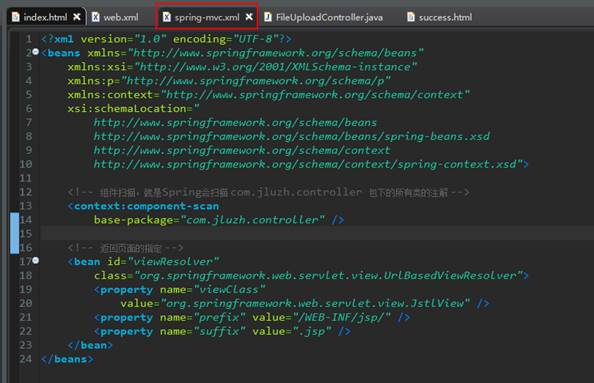 index.html web.xml spring-mvc.xml FileUploadController.java success.html
1 <?xml version="1.0" encoding="UTF-8"?>
2 <beans xmlns="http://www.springframework.org/schema/beans"
3 xmlns:xsi="http://www.w3.org/2001/XMLSchema-instance"
4 xmlns:p="http://www.springframework.org/schema/p"
5 xmlns:context="http://www.springframework.org/schema/context"
6 xsi:schemaLocation="
7 http://www.springframework.org/schema/beans
8 http://www.springframework.org/schema/beans/spring-beans.xsd
9 http://www.springframework.org/schema/context
10 http://www.springframework.org/schema/context/spring-context.xsd">
11
12 <!-- 组件扫描，就是Spring会扫描 com.jluzh.controller 包下的所有类的注解 -->
13 <context:component-scan
14 base-package="com.jluzh.controller" />
15
16 <!-- 返回页面的指定 -->
17 <bean id="viewResolver"
18 class="org.springframework.web.servlet.view.UrlBasedViewResolver">
19 <property name="viewClass"
20 value="org.springframework.web.servlet.view.JstlView" />
21 <property name="prefix" value="/WEB-INF/jsp/" />
22 <property name="suffix" value=".jsp" />
23 </bean>
24 </beans>